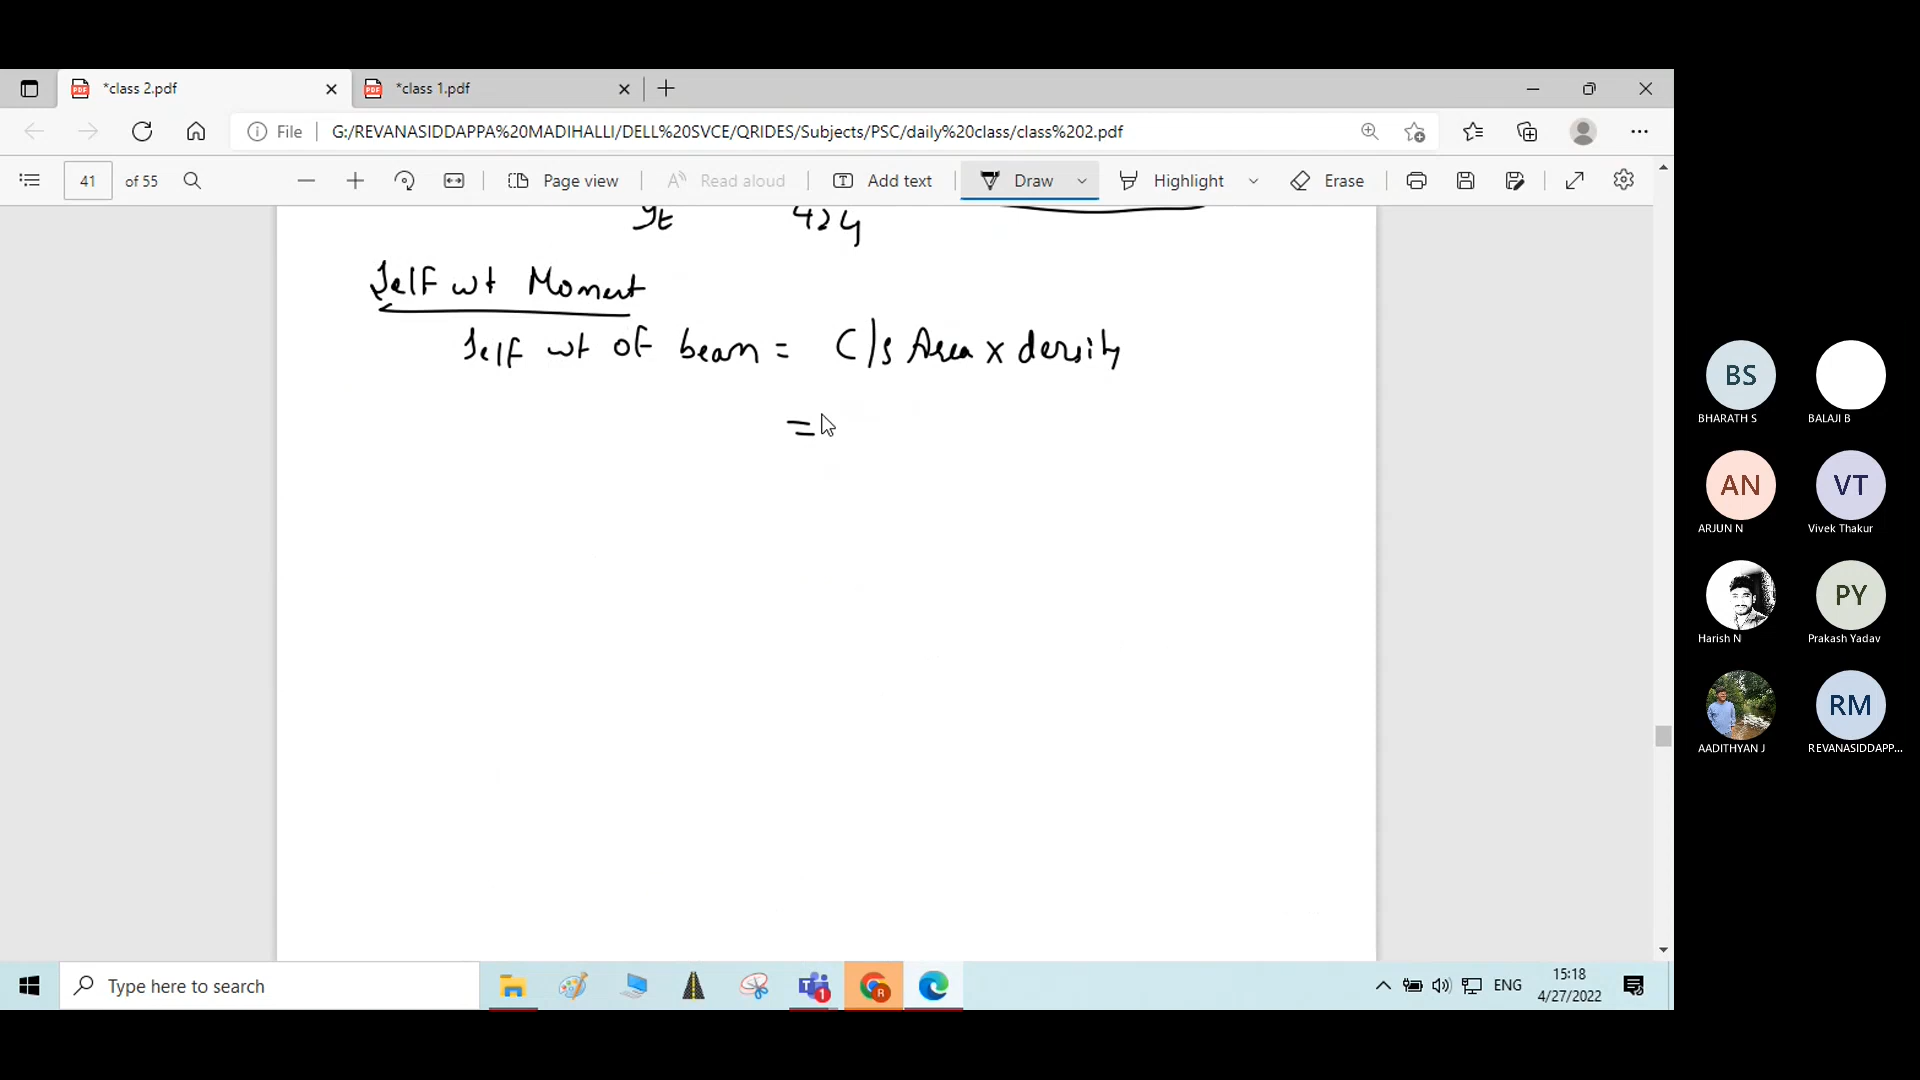 *class 2.pdf
*class 1.pdf
File
G:/REVANASIDDAPPA%20MADIHALLI/DELL%20SVCE/QRIDES/Subjects/PSC/daily%20class/class%202.pdf
41 of 55
Page view
Read aloud
Add text
Draw
Highlight
Erase
yt 424
Self wt Moment
Self wt of beam = C/s Area x density
=
BS
BHARATH S
BALAJI B
AN
ARJUN N
VT
Vivek Thakur
Harish N
PY
Prakash Yadav
AADITHYAN J
RM
REVANASIDDAPP...
Type here to search
1
R
ENG
15:18
4/27/2022